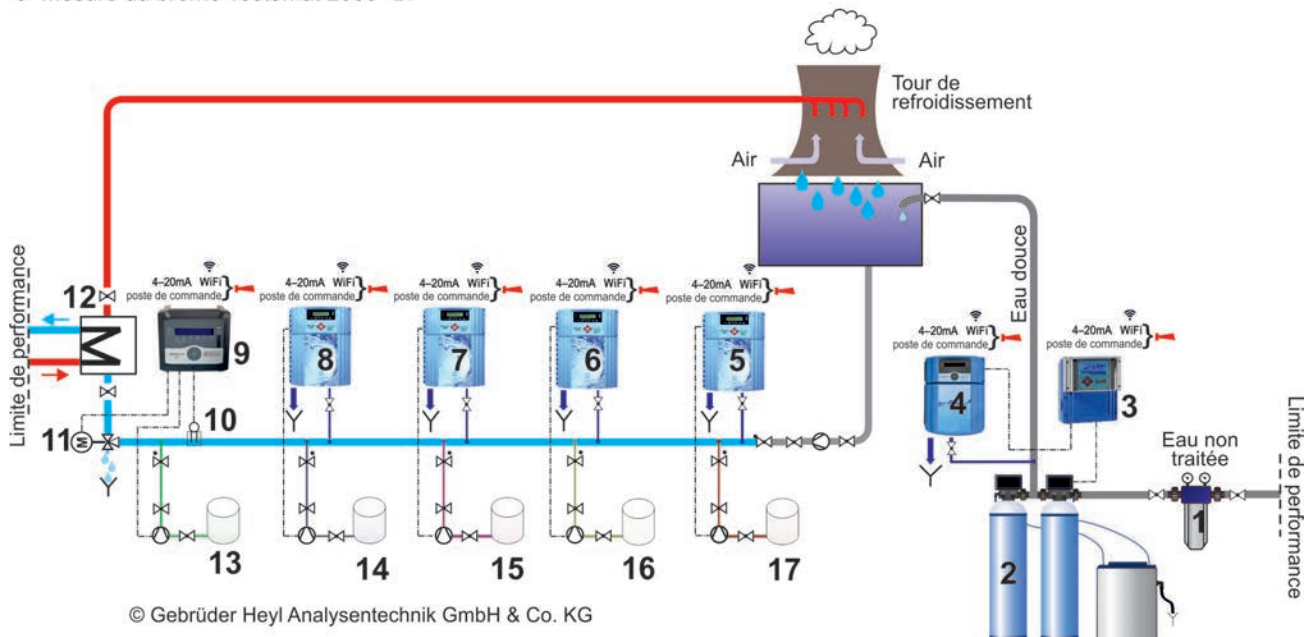 Tour de
refroidissement
Air
Air
Eau douce
4–20mA WiFi
poste de commande
4–20mA WiFi
poste de commande
4–20mA WiFi
poste de commande
4–20mA WiFi
poste de commande
4–20mA WiFi
poste de commande
4–20mA WiFi
poste de commande
4–20mA WiFi
poste de commande
Limite de performance
12
9
8
7
6
5
4
3
10
11
M
Eau non
traitée
Limite de performance
1
2
13
14
15
16
17
© Gebrüder Heyl Analysentechnik GmbH & Co. KG